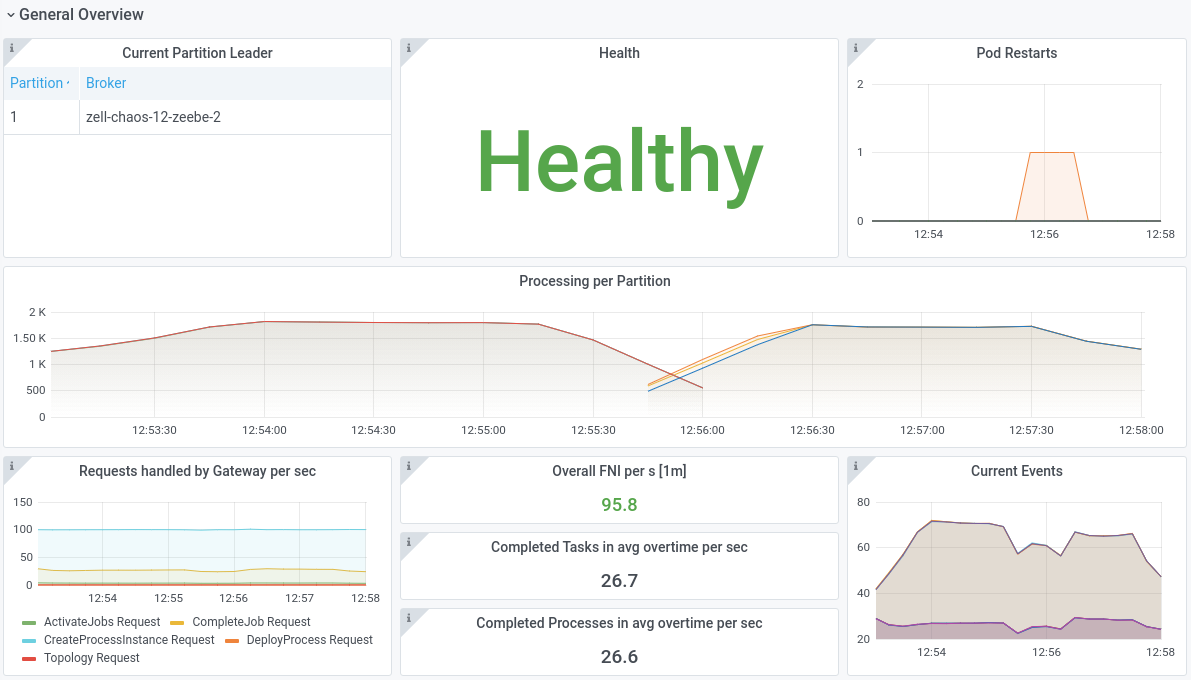 General Overview
Current Partition Leader
Partition
Broker
1
zell-chaos-12-zeebe-2
Health
Healthy
Pod Restarts
2
1
0
12:54
12:56
12:58
Processing per Partition
2 K
1.50 K
1 K
500
0
12:53:30
12:54:00
12:54:30
12:55:00
12:55:30
12:56:00
12:56:30
12:57:00
12:57:30
12:58:00
Requests handled by Gateway per sec
150
100
50
0
12:54
12:55
12:56
12:57
12:58
ActivateJobs Request
CompleteJob Request
CreateProcessInstance Request
DeployProcess Request
Topology Request
Overall FNI per s [1m]
95.8
Completed Tasks in avg overtime per sec
26.7
Completed Processes in avg overtime per sec
26.6
Current Events
80
60
40
20
12:54
12:56
12:58